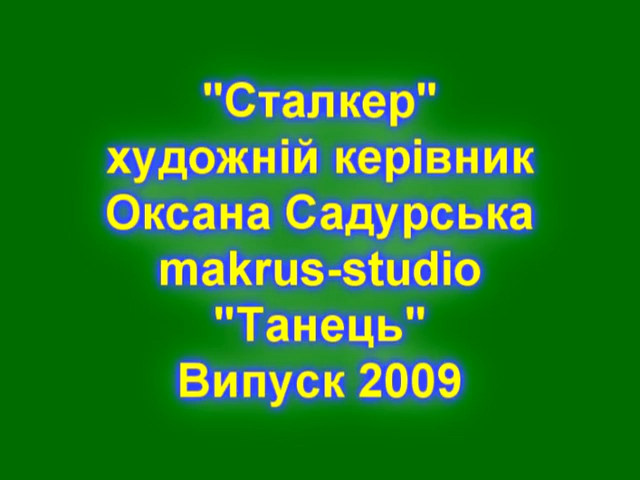 "Сталкер"
художній керівник
Оксана Садурська
makrus-studio
"Танець"
Випуск 2009